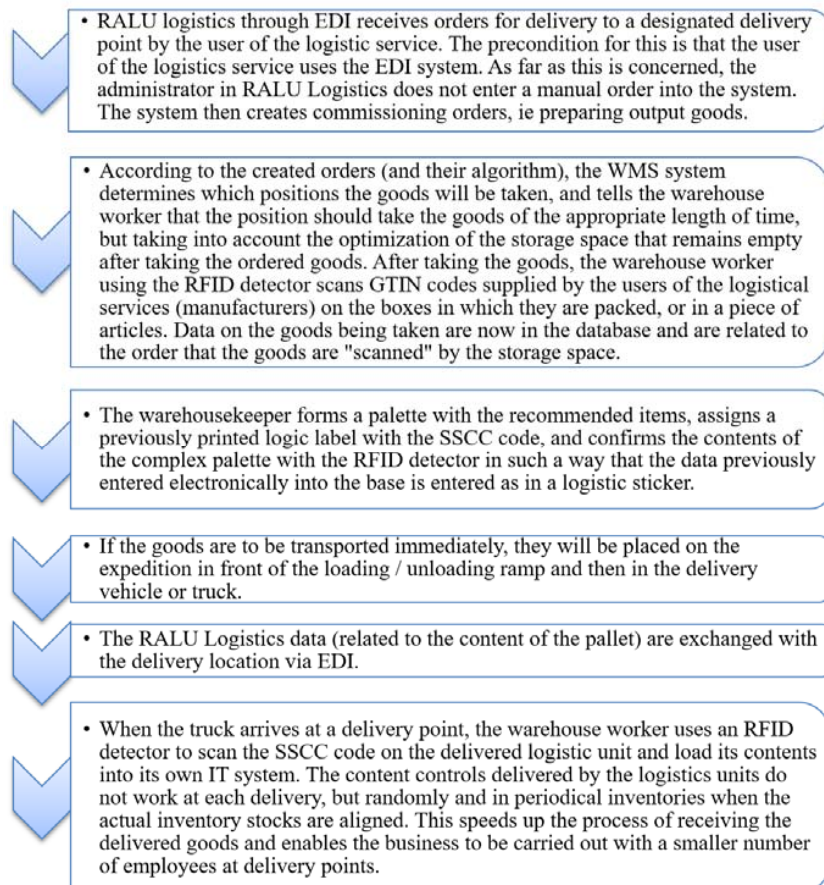 • RALU logistics through EDI receives orders for delivery to a designated delivery
point by the user of the logistic service. The precondition for this is that the user
of the logistics service uses the EDI system. As far as this is concerned, the
administrator in RALU Logistics does not enter a manual order into the system.
The system then creates commissioning orders, ie preparing output goods.
• According to the created orders (and their algorithm), the WMS system
determines which positions the goods will be taken, and tells the warehouse
worker that the position should take the goods of the appropriate length of time,
but taking into account the optimization of the storage space that remains empty
after taking the ordered goods. After taking the goods, the warehouse worker
using the RFID detector scans GTIN codes supplied by the users of the logistical
services (manufacturers) on the boxes in which they are packed, or in a piece of
articles. Data on the goods being taken are now in the database and are related to
the order that the goods are "scanned" by the storage space.
• The warehousekeeper forms a palette with the recommended items, assigns a
previously printed logic label with the SSCC code, and confirms the contents of
the complex palette with the RFID detector in such a way that the data previously
entered electronically into the base is entered as in a logistic sticker.
• If the goods are to be transported immediately, they will be placed on the
expedition in front of the loading / unloading ramp and then in the delivery
vehicle or truck.
• The RALU Logistics data (related to the content of the pallet) are exchanged with
the delivery location via EDI.
• When the truck arrives at a delivery point, the warehouse worker uses an RFID
detector to scan the SSCC code on the delivered logistic unit and load its contents
into its own IT system. The content controls delivered by the logistics units do
not work at each delivery, but randomly and in periodical inventories when the
actual inventory stocks are aligned. This speeds up the process of receiving the
delivered goods and enables the business to be carried out with a smaller number
of employees at delivery points.